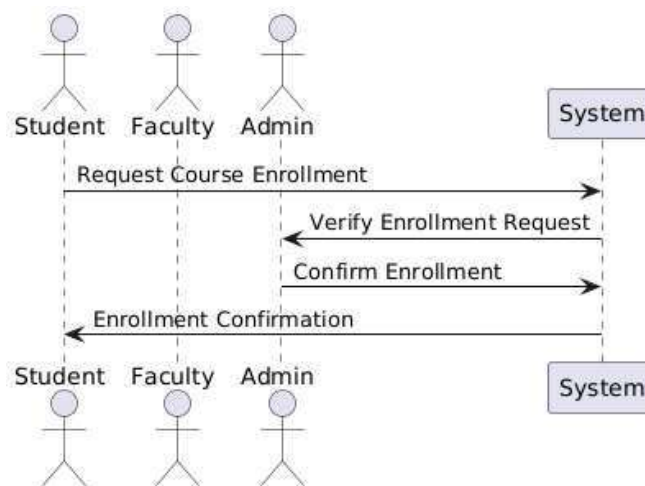 Student Faculty Admin System
Request Course Enrollment
Verify Enrollment Request
Confirm Enrollment
Enrollment Confirmation
Student Faculty Admin System